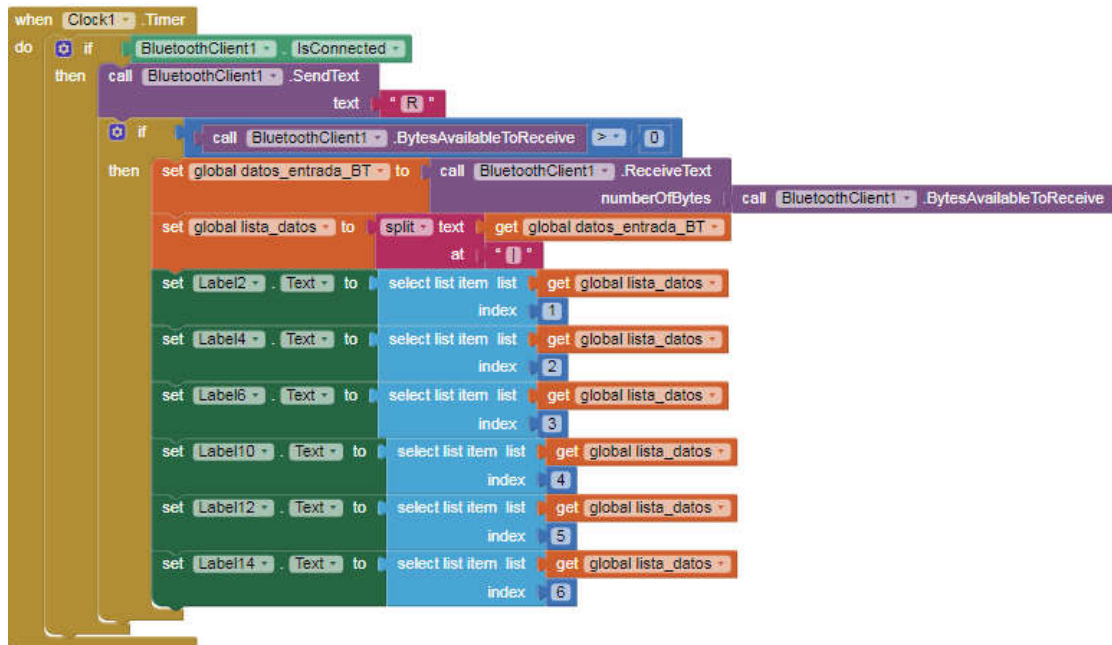 when Clock1 .Timer
do if BluetoothClient1 . IsConnected
then call BluetoothClient1 .SendText
text " R "
if call BluetoothClient1 .BytesAvailableToReceive > 0
then set global datos_entrada_BT to call BluetoothClient1 .ReceiveText
numberOfBytes call BluetoothClient1 .BytesAvailableToReceive
set global lista_datos to split text get global datos_entrada_BT
at " | "
set Label2 . Text to select list item list get global lista_datos
index 1
set Label4 . Text to select list item list get global lista_datos
index 2
set Label6 . Text to select list item list get global lista_datos
index 3
set Label10 . Text to select list item list get global lista_datos
index 4
set Label12 . Text to select list item list get global lista_datos
index 5
set Label14 . Text to select list item list get global lista_datos
index 6